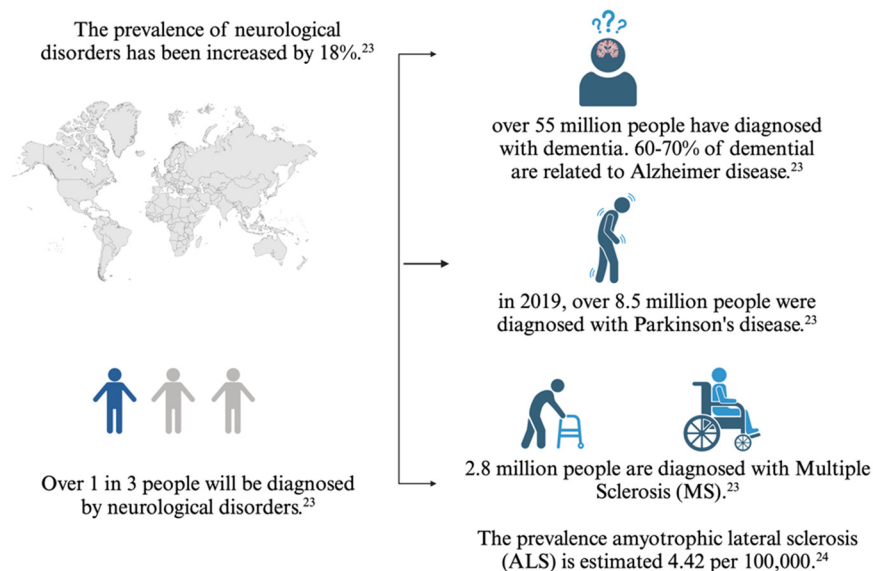 The prevalence of neurological
disorders has been increased by 18%.23
Over 1 in 3 people will be diagnosed
by neurological disorders.23
???
over 55 million people have diagnosed
with dementia. 60-70% of demential
are related to Alzheimer disease.23
in 2019, over 8.5 million people were
diagnosed with Parkinson's disease.23
2.8 million people are diagnosed with Multiple
Sclerosis (MS).23
The prevalence amyotrophic lateral sclerosis
(ALS) is estimated 4.42 per 100,000.24